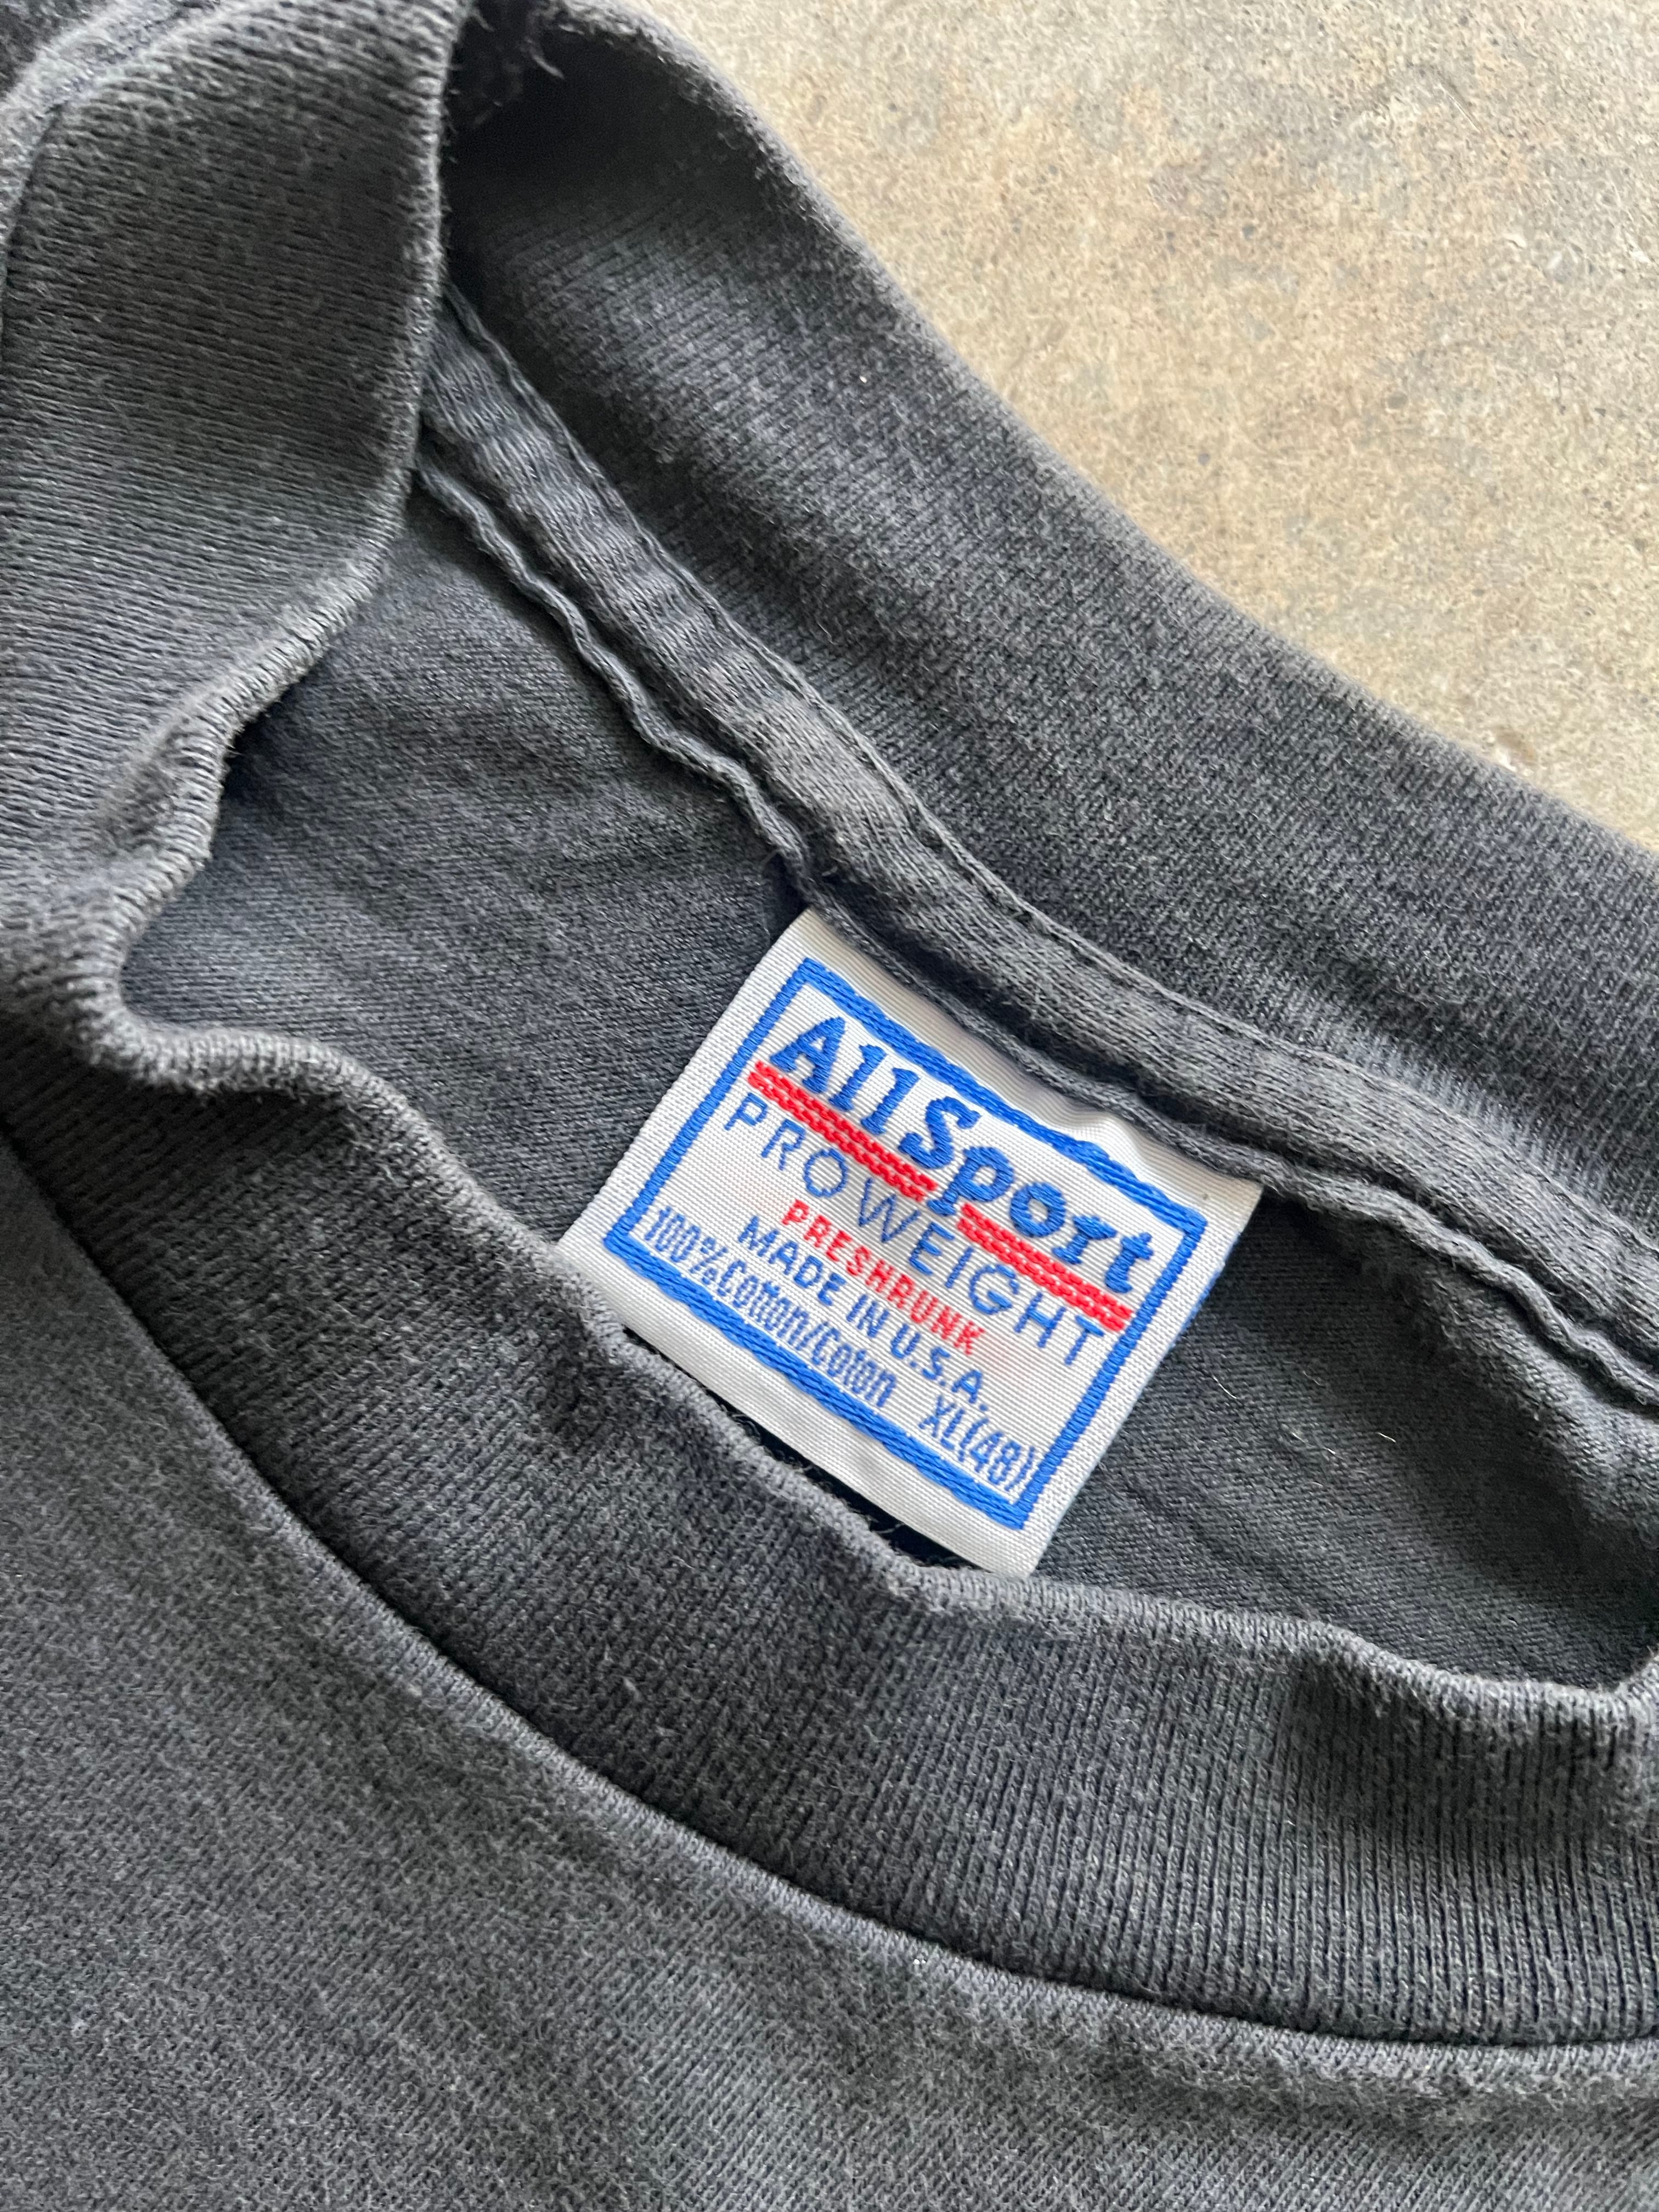 AllSport
PROWEIGHT
PRESHRUNK
MADE IN U.S.A.
100% Cotton/Coton XL(48)